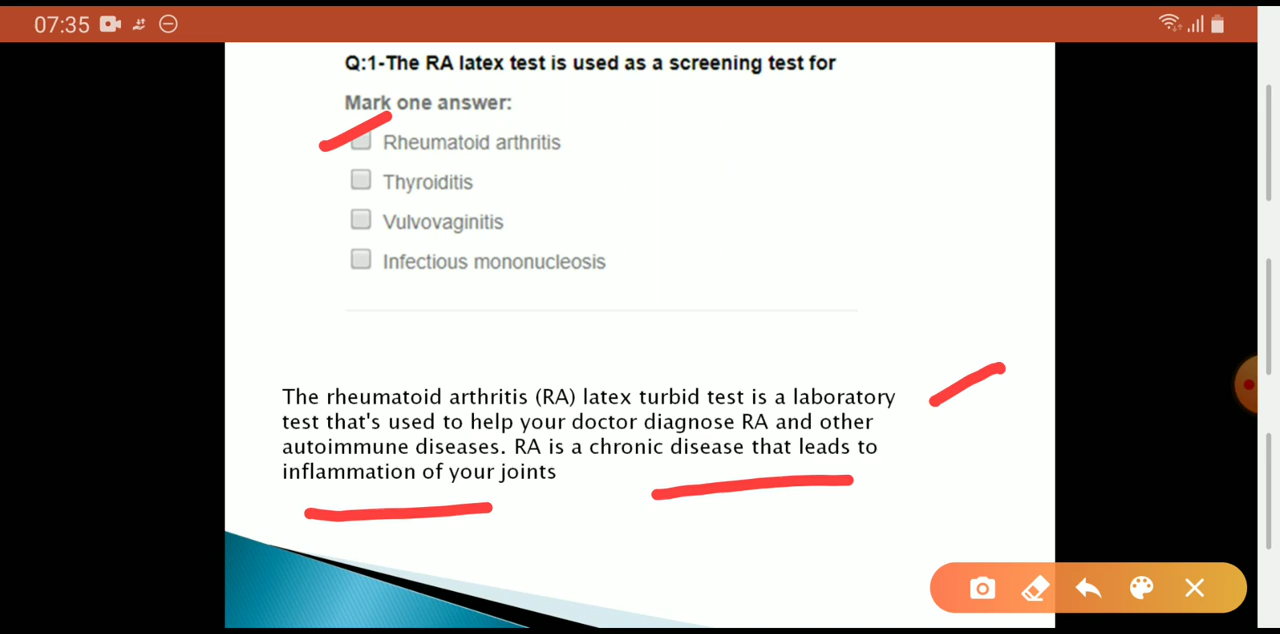 07:35
Q:1-The RA latex test is used as a screening test for
Mark one answer:
Rheumatoid arthritis
Thyroiditis
Vulvovaginitis
Infectious mononucleosis
The rheumatoid arthritis (RA) latex turbid test is a laboratory
test that's used to help your doctor diagnose RA and other
autoimmune diseases. RA is a chronic disease that leads to
inflammation of your joints